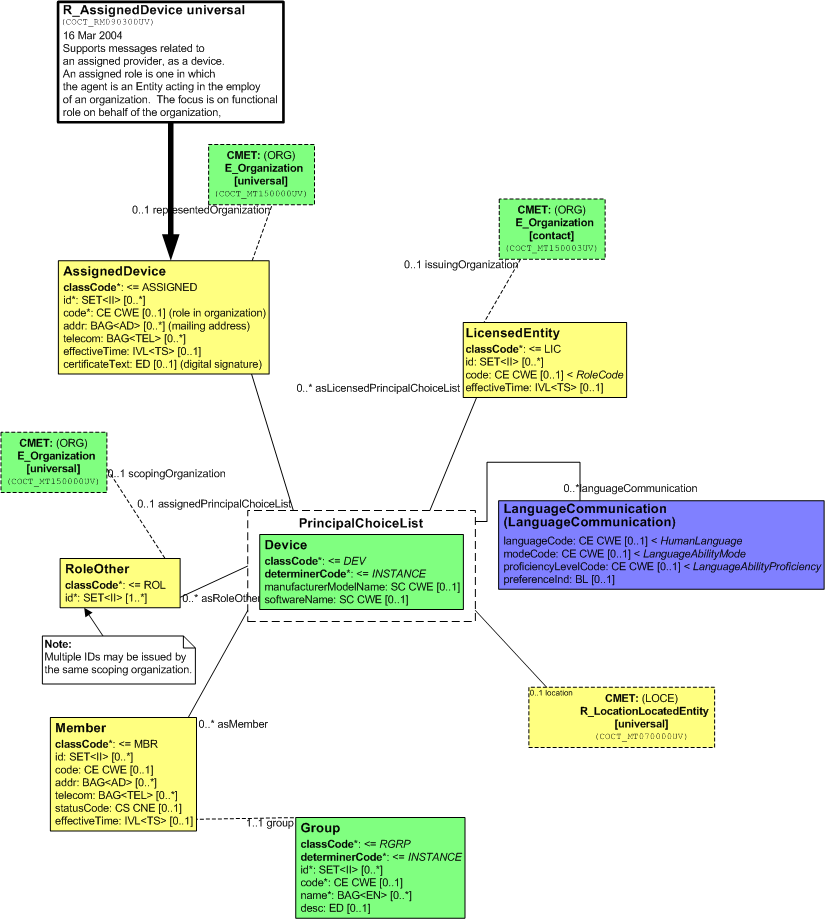 R_AssignedDevice universal
(COCT_RM090300UV)
16 Mar 2004
Supports messages related to
an assigned provider, as a device.
An assigned role is one in which
the agent is an Entity acting in the employ
of an organization. The focus is on functional
role on behalf of the organization,
CMET: (ORG)
E_Organization
[universal]
(COCT_MT150000UV)
0..1 representedOrganization
CMET: (ORG)
E_Organization
[contact]
(COCT_MT150003UV)
0..1 issuingOrganization
AssignedDevice
classCode*: <= ASSIGNED
id*: SET<II> [0..*]
code*: CE CWE [0..1] (role in organization)
addr: BAG<AD> [0..*] (mailing address)
telecom: BAG<TEL> [0..*]
effectiveTime: IVL<TS> [0..1]
certificateText: ED [0..1] (digital signature)
LicensedEntity
classCode*: <= LIC
id: SET<II> [0..*]
code: CE CWE [0..1] < RoleCode
effectiveTime: IVL<TS> [0..1]
0..* asLicensedPrincipalChoiceList
CMET: (ORG)
E_Organization
[universal]
(COCT_MT150000UV)
0..1 scopingOrganization
0..1 assignedPrincipalChoiceList
0..*languageCommunication
LanguageCommunication
(LanguageCommunication)
languageCode: CE CWE [0..1] < HumanLanguage
modeCode: CE CWE [0..1] < LanguageAbilityMode
proficiencyLevelCode: CE CWE [0..1] < LanguageAbilityProficiency
preferenceInd: BL [0..1]
PrincipalChoiceList
Device
classCode*: <= DEV
determinerCode*: <= INSTANCE
manufacturerModelName: SC CWE [0..1]
softwareName: SC CWE [0..1]
RoleOther
classCode*: <= ROL
id*: SET<II> [1..*]
0..* asRoleOther
Note:
Multiple IDs may be issued by
the same scoping organization.
0..1 location
CMET: (LOCE)
R_LocationLocatedEntity
[universal]
(COCT_MT070000UV)
0..* asMember
Member
classCode*: <= MBR
id: SET<II> [0..*]
code: CE CWE [0..1]
addr: BAG<AD> [0..*]
telecom: BAG<TEL> [0..*]
statusCode: CS CNE [0..1]
effectiveTime: IVL<TS> [0..1]
1..1 group
Group
classCode*: <= RGRP
determinerCode*: <= INSTANCE
id*: SET<II> [0..*]
code*: CE CWE [0..1]
name*: BAG<EN> [0..*]
desc: ED [0..1]